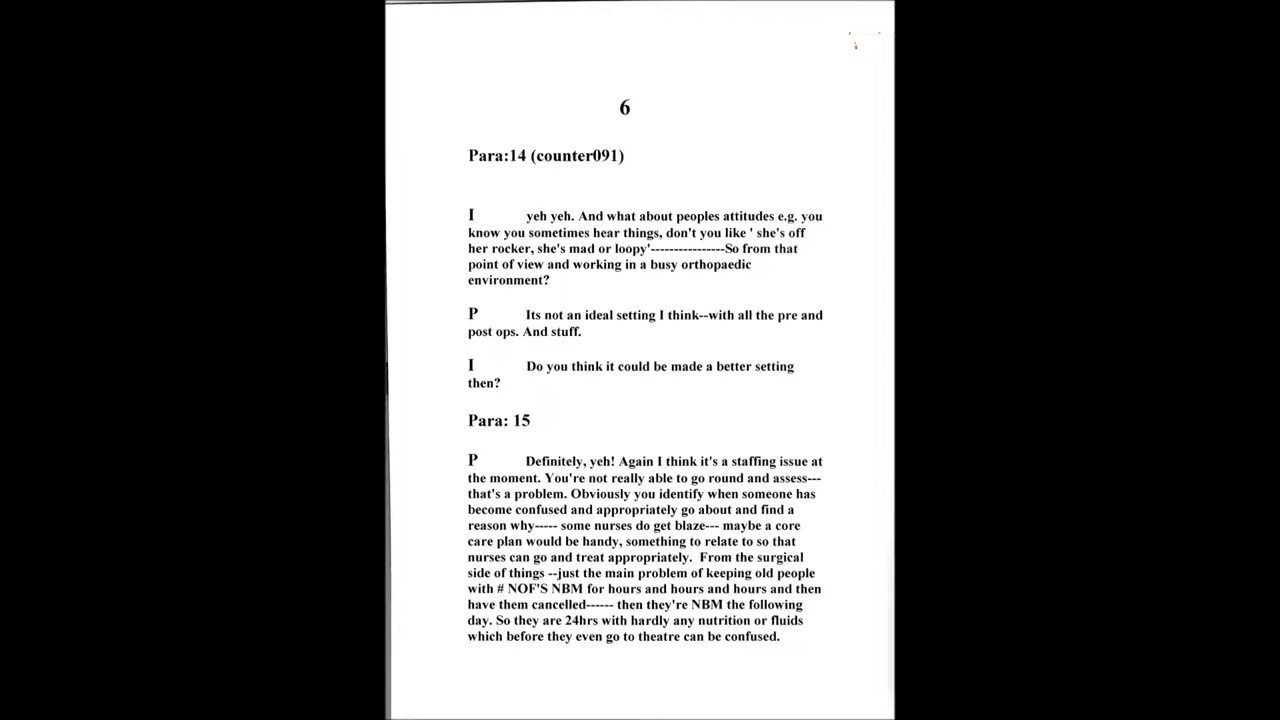 6
Para:14 (counter091)
I yeh yeh. And what about peoples attitudes e.g. you
know you sometimes hear things, don't you like ' she's off
her rocker, she's mad or loopy'----------------So from that
point of view and working in a busy orthopaedic
environment?
P Its not an ideal setting I think--with all the pre and
post ops. And stuff.
I Do you think it could be made a better setting
then?
Para: 15
P Definitely, yeh! Again I think it's a staffing issue at
the moment. You're not really able to go round and assess---
that's a problem. Obviously you identify when someone has
become confused and appropriately go about and find a
reason why----- some nurses do get blaze--- maybe a core
care plan would be handy, something to relate to so that
nurses can go and treat appropriately. From the surgical
side of things --just the main problem of keeping old people
with # NOF'S NBM for hours and hours and hours and then
have them cancelled------ then they're NBM the following
day. So they are 24hrs with hardly any nutrition or fluids
which before they even go to theatre can be confused.